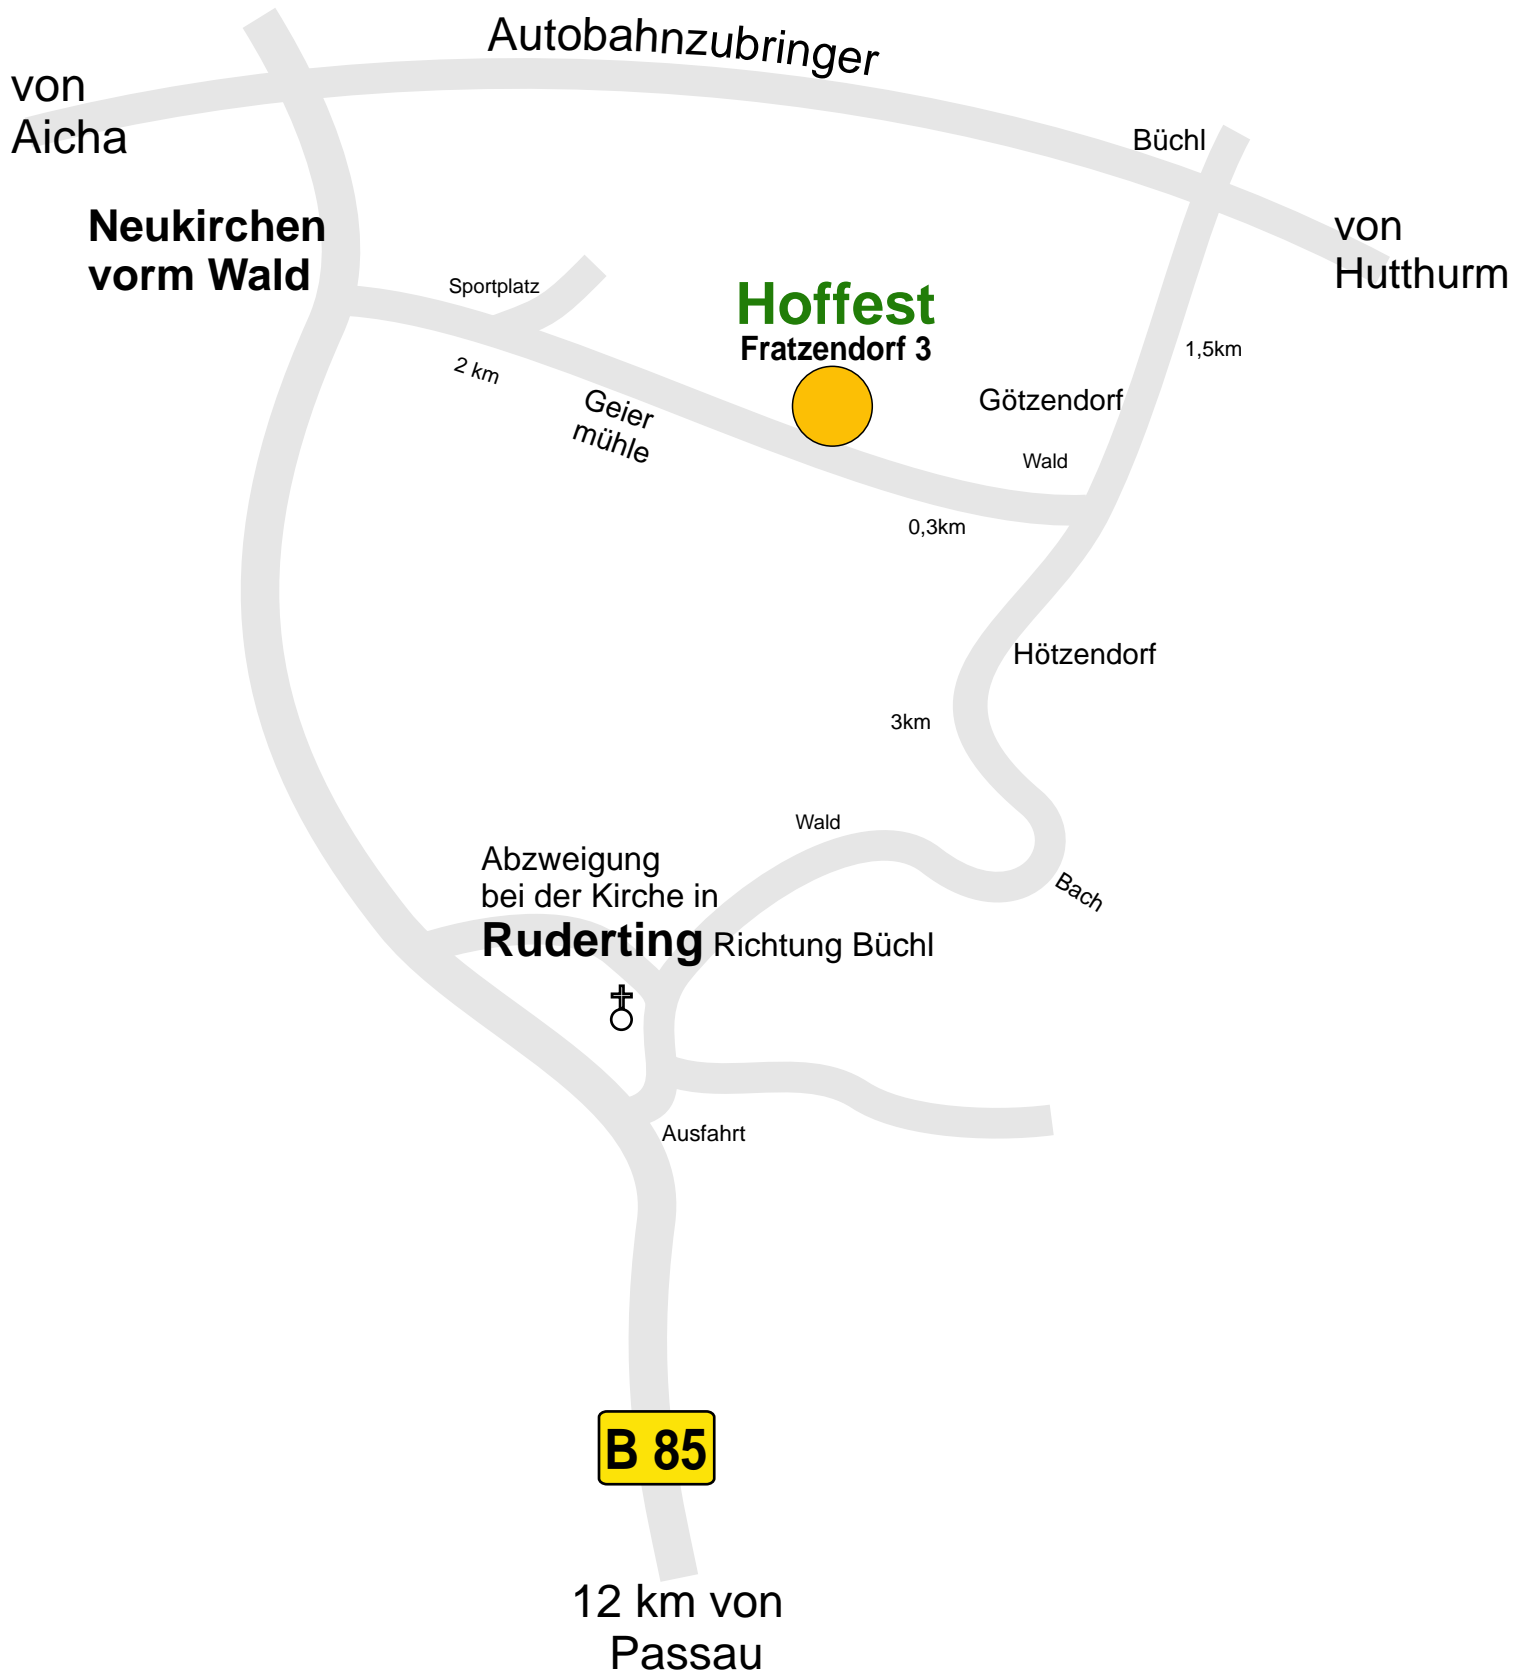 Autobahnzubringer
von
Aicha
Büchl
Neukirchen
vorm Wald
von
Hutthurm
Sportplatz
Hoffest
Fratzendorf 3
1,5km
2 km
Geier
mühle
Götzendorf
Wald
0,3km
Hötzendorf
3km
Wald
Abzweigung
bei der Kirche in
Ruderting Richtung Büchl
Bach
Ausfahrt
B 85
12 km von
Passau